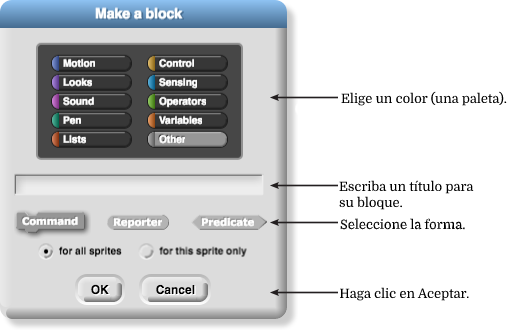 Make a block
Motion Control
Looks Sensing
Sound Operators
Pen Variables
Lists Other
Elige un color (una paleta).
Escriba un título para
su bloque.
Command Reporter Predicate
Seleccione la forma.
for all sprites for this sprite only
OK Cancel
Haga clic en Aceptar.